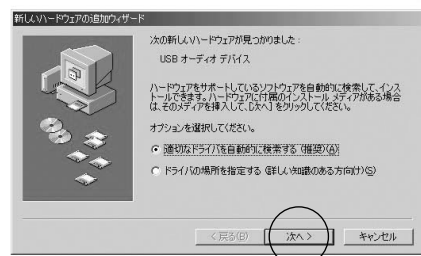 新しいハードウェアの追加ウィザード
次の新しいハードウェアが見つかりました:
USB オーディオ デバイス
ハードウェアをサポートしているソフトウェアを自動的に検索して、インス
トールできます。ハードウェアに付属のインストール メディアがある場合
は、そのメディアを挿入して、[次へ] をクリックしてください。
オプションを選択してください。
適切なドライバを自動的に検索する (推奨)(A)
ドライバの場所を指定する (詳しい知識のある方向け)(S)
< 戻る(B)
次へ >
キャンセル